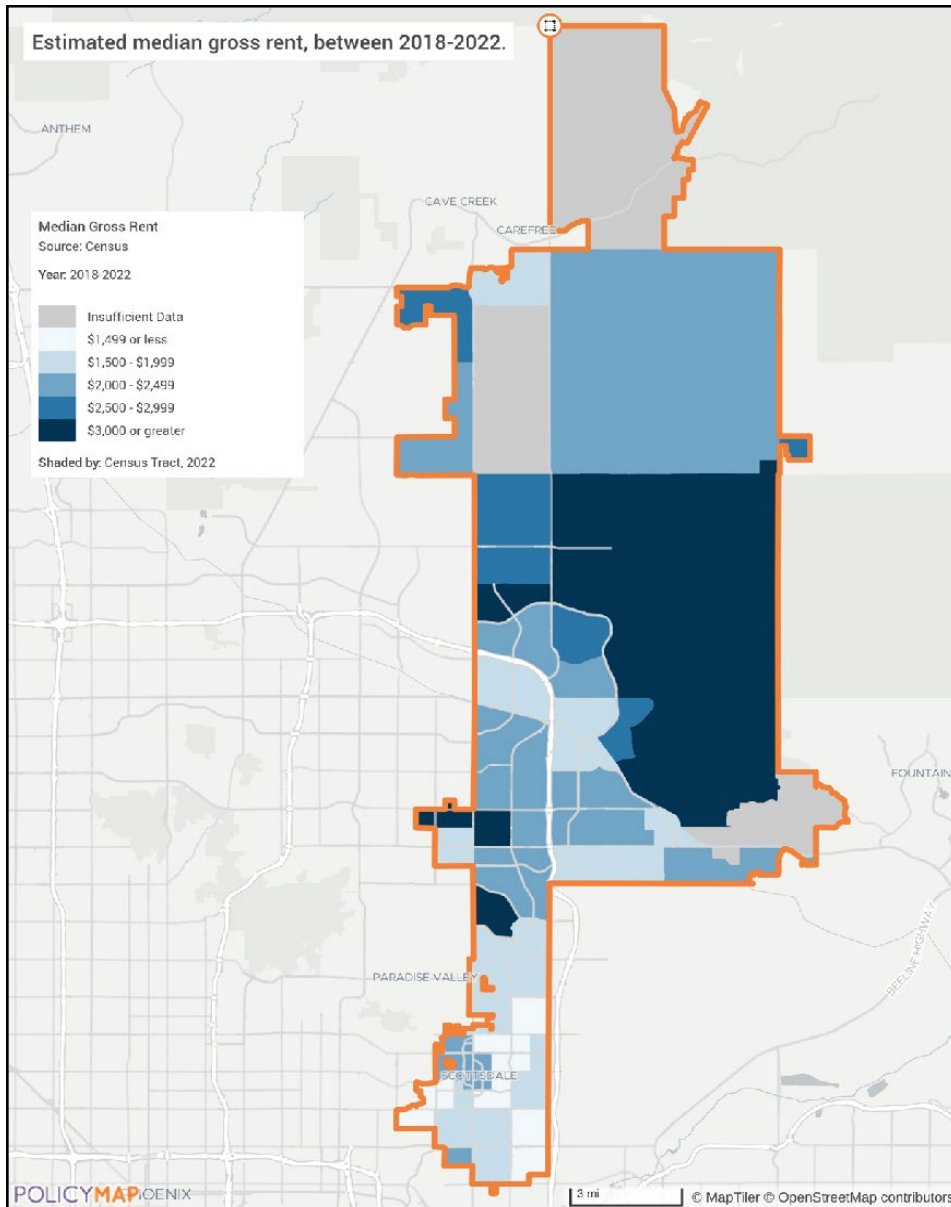 Estimated median gross rent, between 2018-2022.
ANTHEM
CAVE CREEK
CAREFREE
Median Gross Rent
Source: Census
Year: 2018-2022
Insufficient Data
$1,499 or less
$1,500 - $1,999
$2,000 - $2,499
$2,500 - $2,999
$3,000 or greater
Shaded by: Census Tract, 2022
FOUNTAIN
BEELINE HIGHWAY
PARADISE VALLEY
SCOTTSDALE
POLICYMAP
OENIX
3 mi
© MapTiler © OpenStreetMap contributors